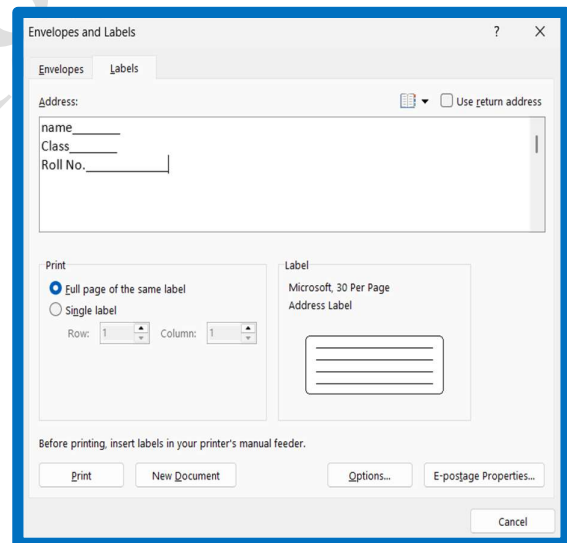 Envelopes and Labels ? X
Envelopes Labels
Address: Use return address
name_______
Class_______
Roll No.____________
Print
Full page of the same label
Single label
Row: 1 Column: 1
Label
Microsoft, 30 Per Page
Address Label
Before printing, insert labels in your printer's manual feeder.
Print New Document Options... E-postage Properties...
Cancel